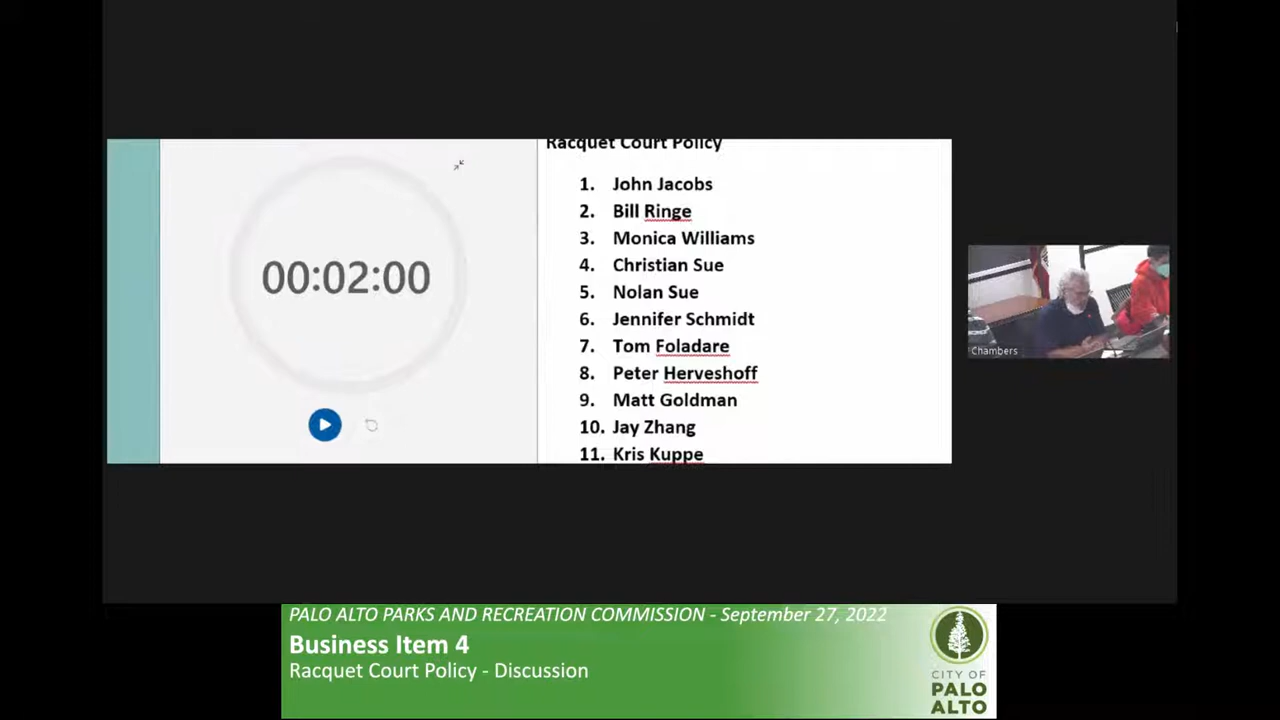 Racquet Court Policy
00:02:00
1. John Jacobs
2. Bill Ringe
3. Monica Williams
4. Christian Sue
5. Nolan Sue
6. Jennifer Schmidt
7. Tom Foladare
8. Peter Herveshoff
9. Matt Goldman
10. Jay Zhang
11. Kris Kuppe
Chambers
PALO ALTO PARKS AND RECREATION COMMISSION - September 27, 2022
Business Item 4
Racquet Court Policy - Discussion
CITY OF
PALO
ALTO